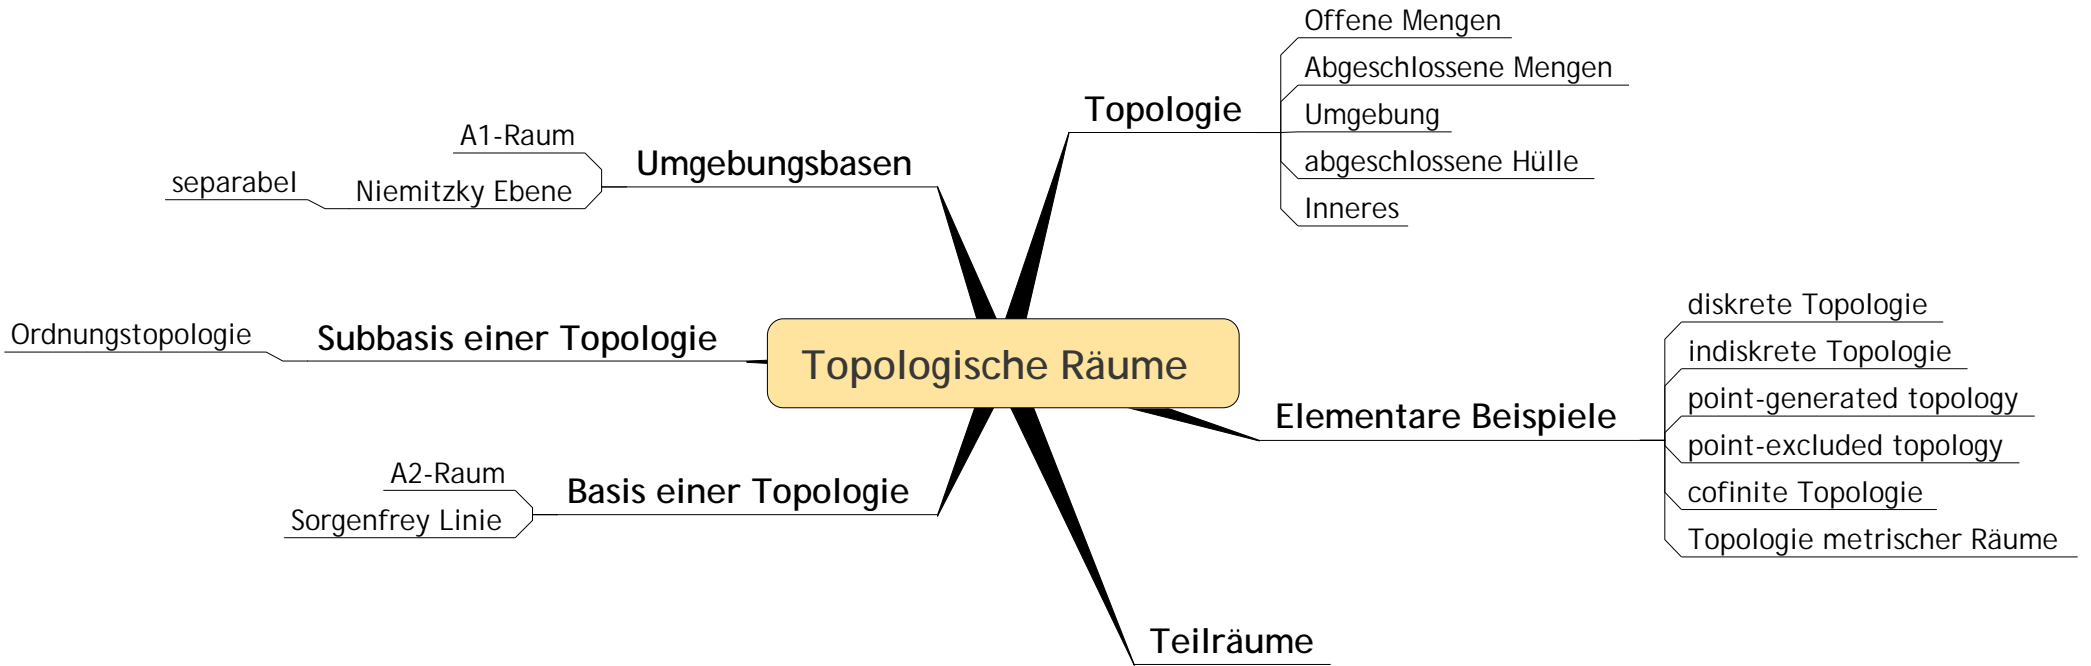 Topologische Räume
Topologie
Offene Mengen
Abgeschlossene Mengen
Umgebung
abgeschlossene Hülle
Inneres
Elementare Beispiele
diskrete Topologie
indiskrete Topologie
point-generated topology
point-excluded topology
cofinite Topologie
Topologie metrischer Räume
Teilräume
Basis einer Topologie
A2-Raum
Sorgenfrey Linie
Subbasis einer Topologie
Ordnungstopologie
Umgebungsbasen
A1-Raum
Niemitzky Ebene
separabel